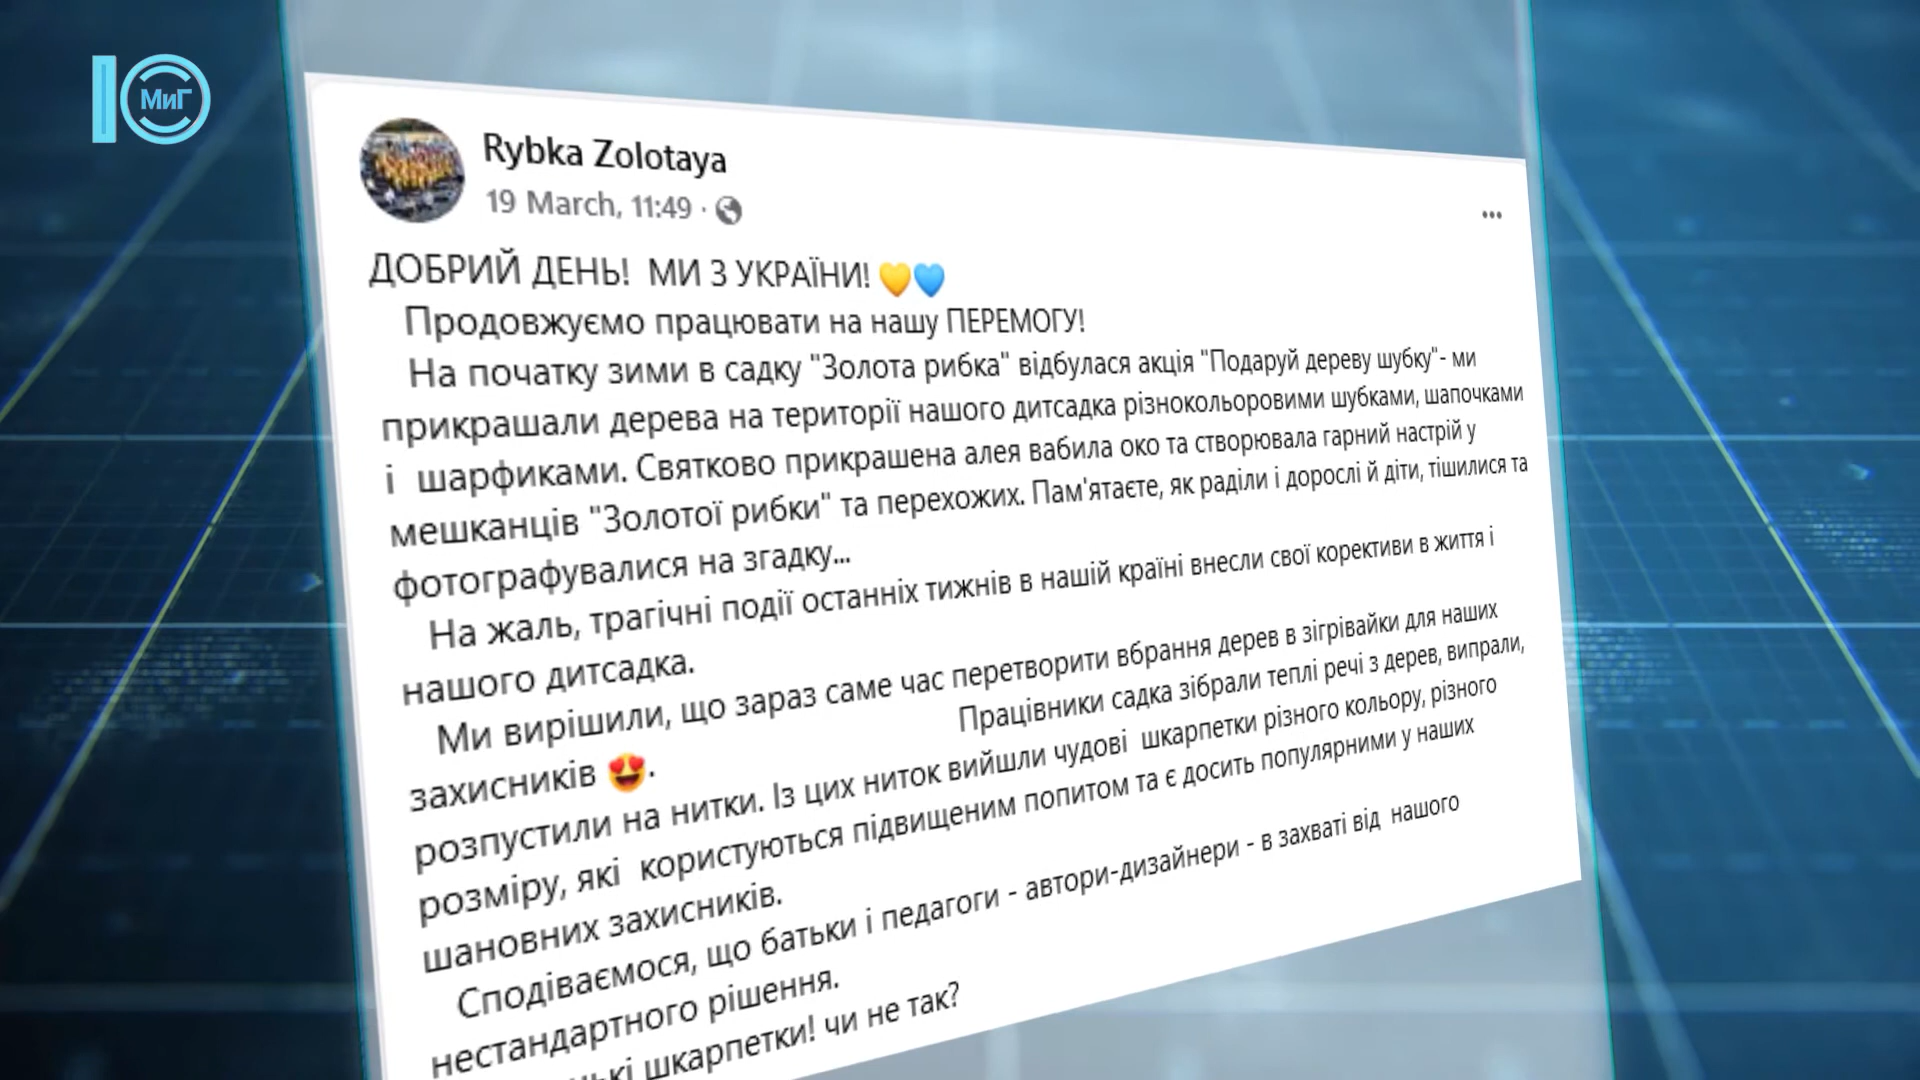 МиГ
Rybka Zolotaya
19 March, 11:49 ·
...
ДОБРИЙ ДЕНЬ! МИ З УКРАЇНИ! 💛💙
Продовжуємо працювати на нашу ПЕРЕМОГУ!
На початку зими в садку "Золота рибка" відбулася акція "Подаруй дереву шубку"- ми
прикрашали дерева на території нашого дитсадка різнокольоровими шубками, шапочками
і шарфиками. Святково прикрашена алея вабила око та створювала гарний настрій у
мешканців "Золотої рибки" та перехожих. Пам'ятаєте, як раділи і дорослі й діти, тішилися та
фотографувалися на згадку...
На жаль, трагічні події останніх тижнів в нашій країні внесли свої корективи в життя і
нашого дитсадка.
Ми вирішили, що зараз саме час перетворити вбрання дерев в зігрівайки для наших
захисників 😍. Працівники садка зібрали теплі речі з дерев, випрали,
розпустили на нитки. Із цих ниток вийшли чудові шкарпетки різного кольору, різного
розміру, які користуються підвищеним попитом та є досить популярними у наших
шановних захисників.
Сподіваємося, що батьки і педагоги - автори-дизайнери - в захваті від нашого
нестандартного рішення.
шкарпетки! чи не так?